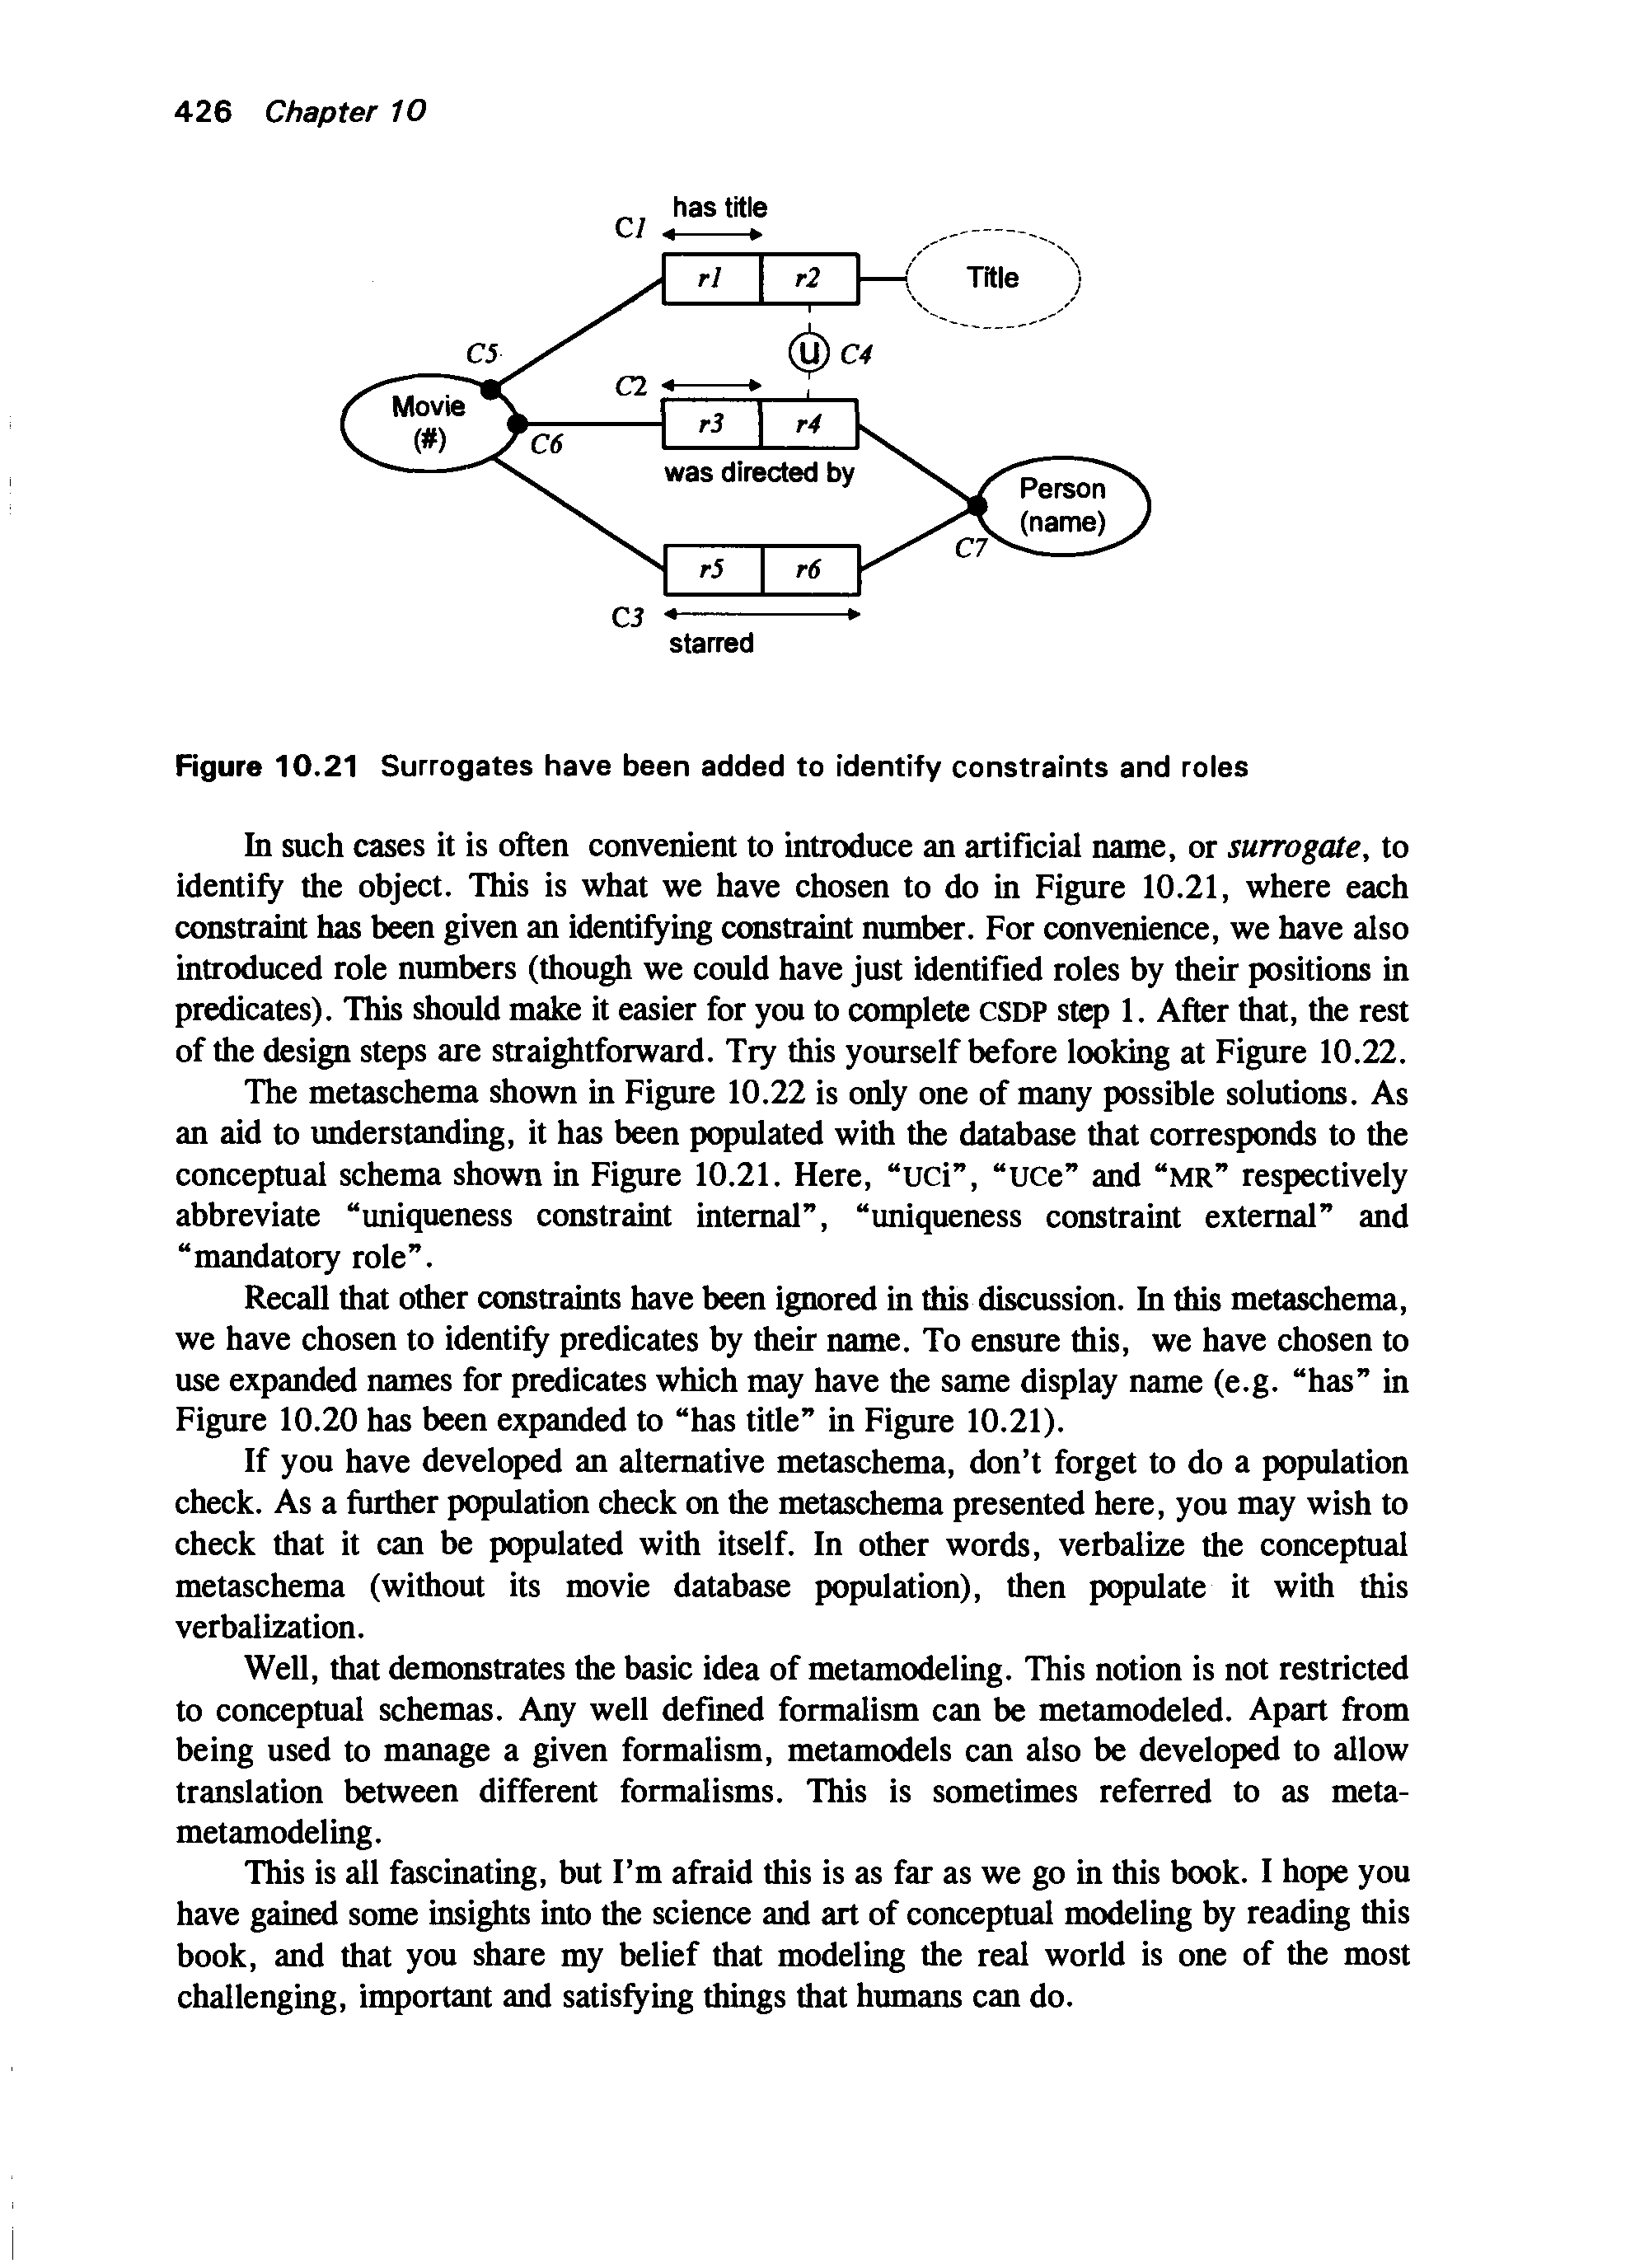 426 Chapter 10
has title
C1
r1 r2
Title
C5
U C4
C2
Movie
(#)
r3 r4
C6
was directed by
Person
(name)
C7
r5 r6
C3
starred
Figure 10.21 Surrogates have been added to identify constraints and roles
In such cases it is often convenient to introduce an artificial name, or surrogate, to
identify the object. This is what we have chosen to do in Figure 10.21, where each
constraint has been given an identifying constraint number. For convenience, we have also
introduced role numbers (though we could have just identified roles by their positions in
predicates). This should make it easier for you to complete CSDP step 1. After that, the rest
of the design steps are straightforward. Try this yourself before looking at Figure 10.22.
The metaschema shown in Figure 10.22 is only one of many possible solutions. As
an aid to understanding, it has been populated with the database that corresponds to the
conceptual schema shown in Figure 10.21. Here, “UCi”, “UCe” and “MR” respectively
abbreviate “uniqueness constraint internal”, “uniqueness constraint external” and
“mandatory role”.
Recall that other constraints have been ignored in this discussion. In this metaschema,
we have chosen to identify predicates by their name. To ensure this, we have chosen to
use expanded names for predicates which may have the same display name (e.g. “has” in
Figure 10.20 has been expanded to “has title” in Figure 10.21).
If you have developed an alternative metaschema, don’t forget to do a population
check. As a further population check on the metaschema presented here, you may wish to
check that it can be populated with itself. In other words, verbalize the conceptual
metaschema (without its movie database population), then populate it with this
verbalization.
Well, that demonstrates the basic idea of metamodeling. This notion is not restricted
to conceptual schemas. Any well defined formalism can be metamodeled. Apart from
being used to manage a given formalism, metamodels can also be developed to allow
translation between different formalisms. This is sometimes referred to as meta-
metamodeling.
This is all fascinating, but I’m afraid this is as far as we go in this book. I hope you
have gained some insights into the science and art of conceptual modeling by reading this
book, and that you share my belief that modeling the real world is one of the most
challenging, important and satisfying things that humans can do.